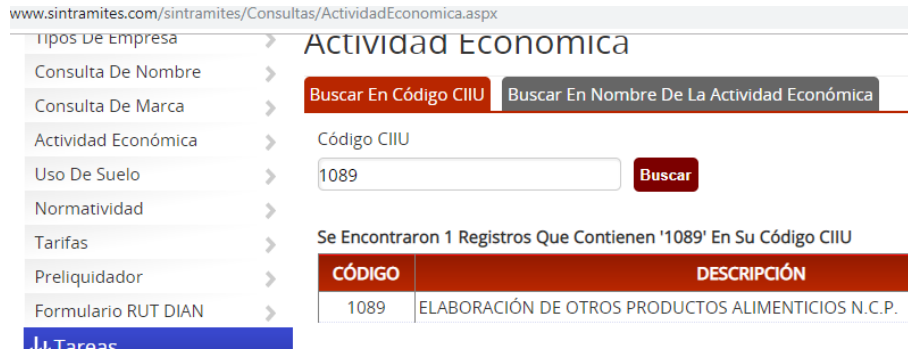 www.sintramites.com/sintramites/Consultas/ActividadEconomica.aspx
Tipos De Empresa
Consulta De Nombre
Consulta De Marca
Actividad Económica
Uso De Suelo
Normatividad
Tarifas
Preliquidador
Formulario RUT DIAN
Tareas
Actividad Económica
Buscar En Código CIIU
Buscar En Nombre De La Actividad Económica
Código CIIU
1089
Buscar
Se Encontraron 1 Registros Que Contienen '1089' En Su Código CIIU
CÓDIGO DESCRIPCIÓN
1089 ELABORACIÓN DE OTROS PRODUCTOS ALIMENTICIOS N.C.P.